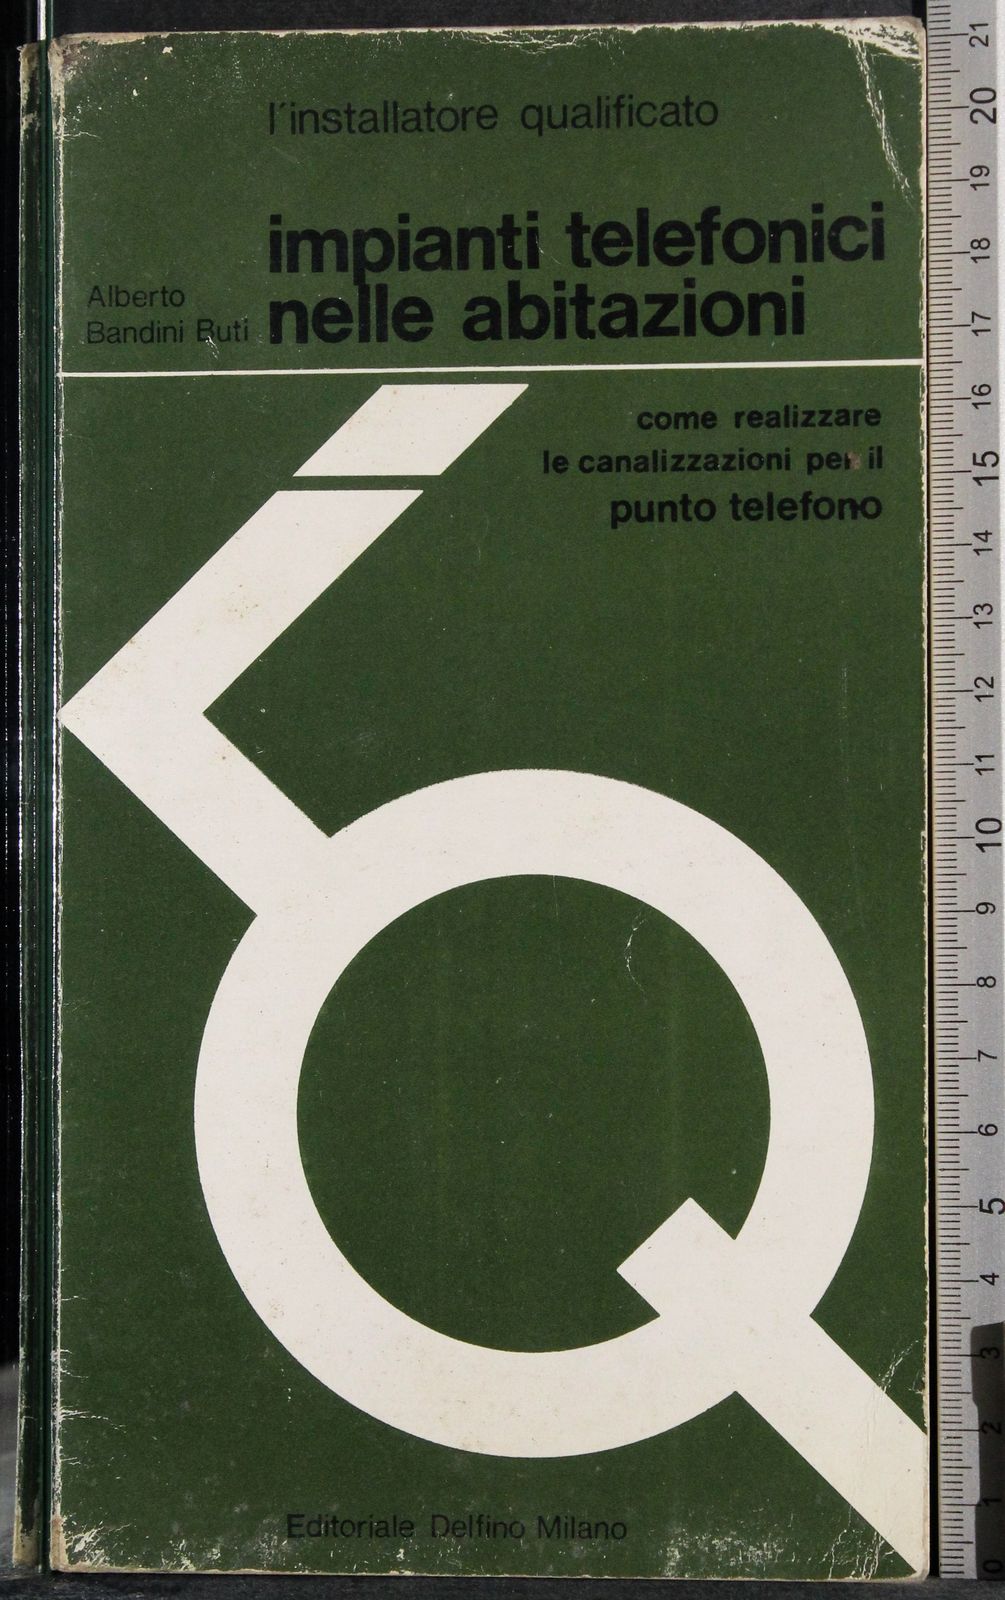 l'installatore qualificato
impianti telefonici
nelle abitazioni
Alberto
Bandini Buti
come realizzare
le canalizzazioni per il
punto telefono
iQ
Editoriale Delfino Milano
21
20
19
18
17
16
15
14
13
12
11
10
9
8
7
6
5
4
3
2
1
0